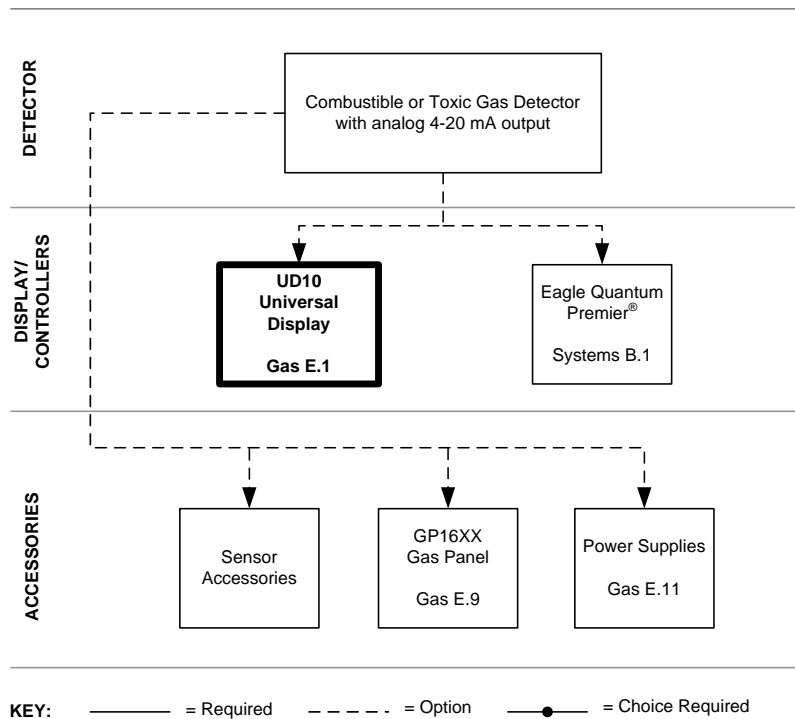 DETECTOR
Combustible or Toxic Gas Detector
with analog 4-20 mA output
DISPLAY/
CONTROLLERS
UD10
Universal
Display
Gas E.1
Eagle Quantum
Premier®
Systems B.1
ACCESSORIES
Sensor
Accessories
GP16XX
Gas Panel
Gas E.9
Power Supplies
Gas E.11
KEY: = Required = Option = Choice Required